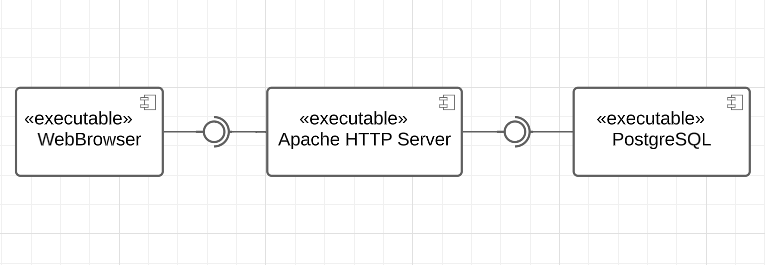 «executable»
WebBrowser
«executable»
Apache HTTP Server
«executable»
PostgreSQL